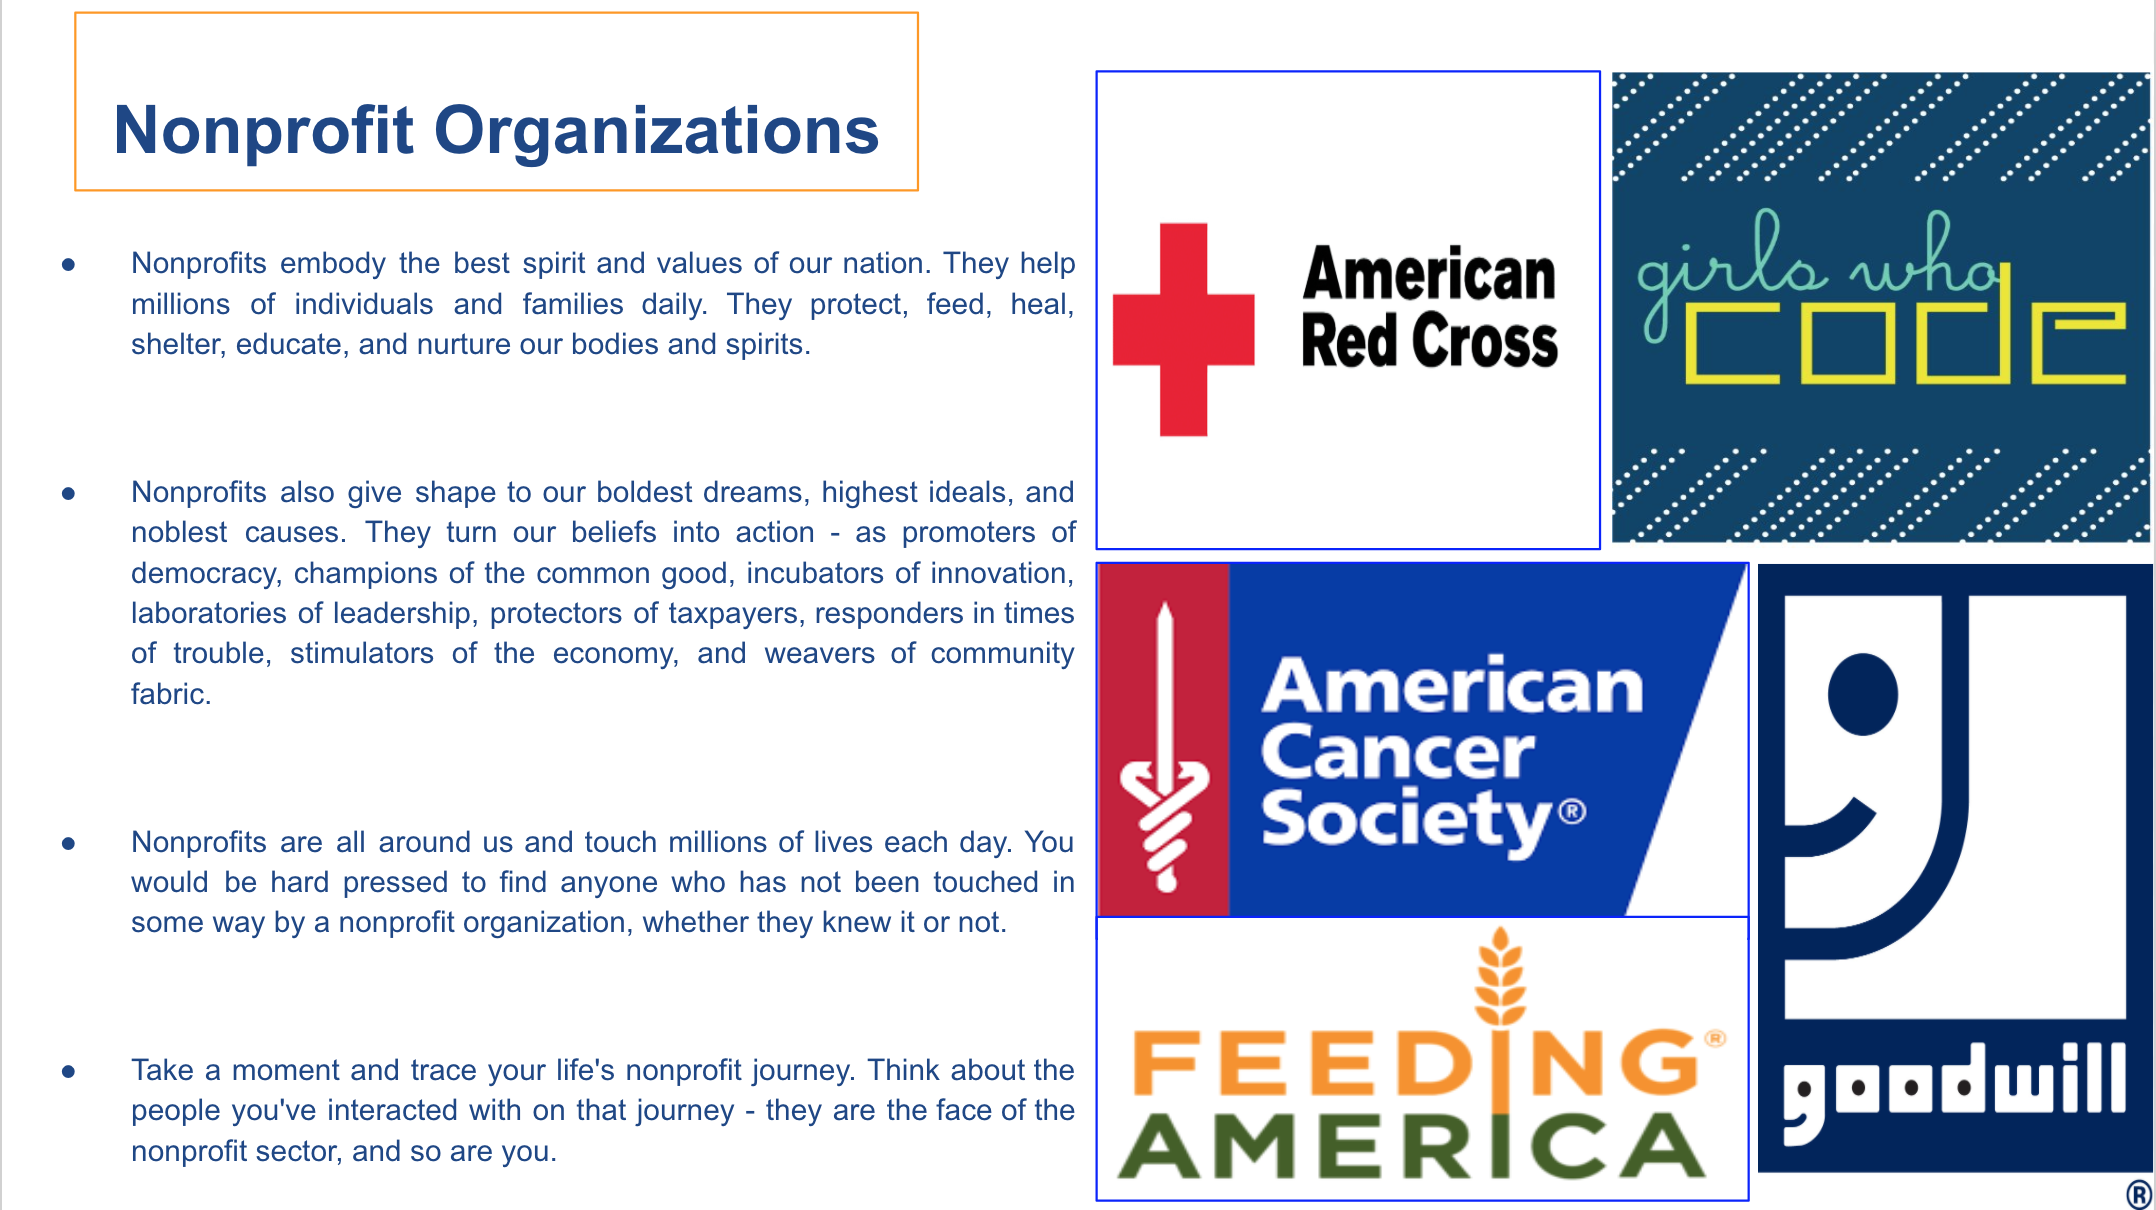 Nonprofit Organizations
● Nonprofits embody the best spirit and values of our nation. They help
millions of individuals and families daily. They protect, feed, heal,
shelter, educate, and nurture our bodies and spirits.
● Nonprofits also give shape to our boldest dreams, highest ideals, and
noblest causes. They turn our beliefs into action - as promoters of
democracy, champions of the common good, incubators of innovation,
laboratories of leadership, protectors of taxpayers, responders in times
of trouble, stimulators of the economy, and weavers of community
fabric.
● Nonprofits are all around us and touch millions of lives each day. You
would be hard pressed to find anyone who has not been touched in
some way by a nonprofit organization, whether they knew it or not.
● Take a moment and trace your life's nonprofit journey. Think about the
people you've interacted with on that journey - they are the face of the
nonprofit sector, and so are you.
American
Red Cross
girls who
code
American
Cancer
Society®
FEEDING®
AMERICA
g
goodwill
®